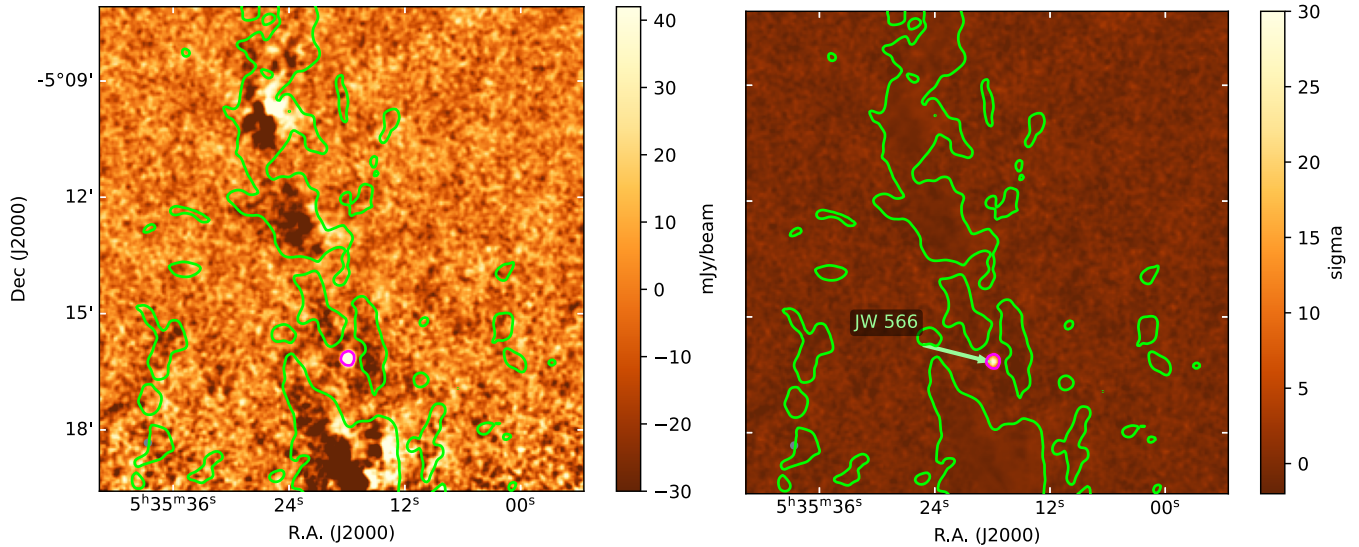 Dec (J2000)
-5°09'
12'
15'
18'
5ʰ35ᵐ36ˢ
24ˢ
12ˢ
00ˢ
R.A. (J2000)
40
30
20
10
0
−10
−20
−30
mJy/beam
JW 566
5ʰ35ᵐ36ˢ
24ˢ
12ˢ
00ˢ
R.A. (J2000)
30
25
20
15
10
5
0
sigma